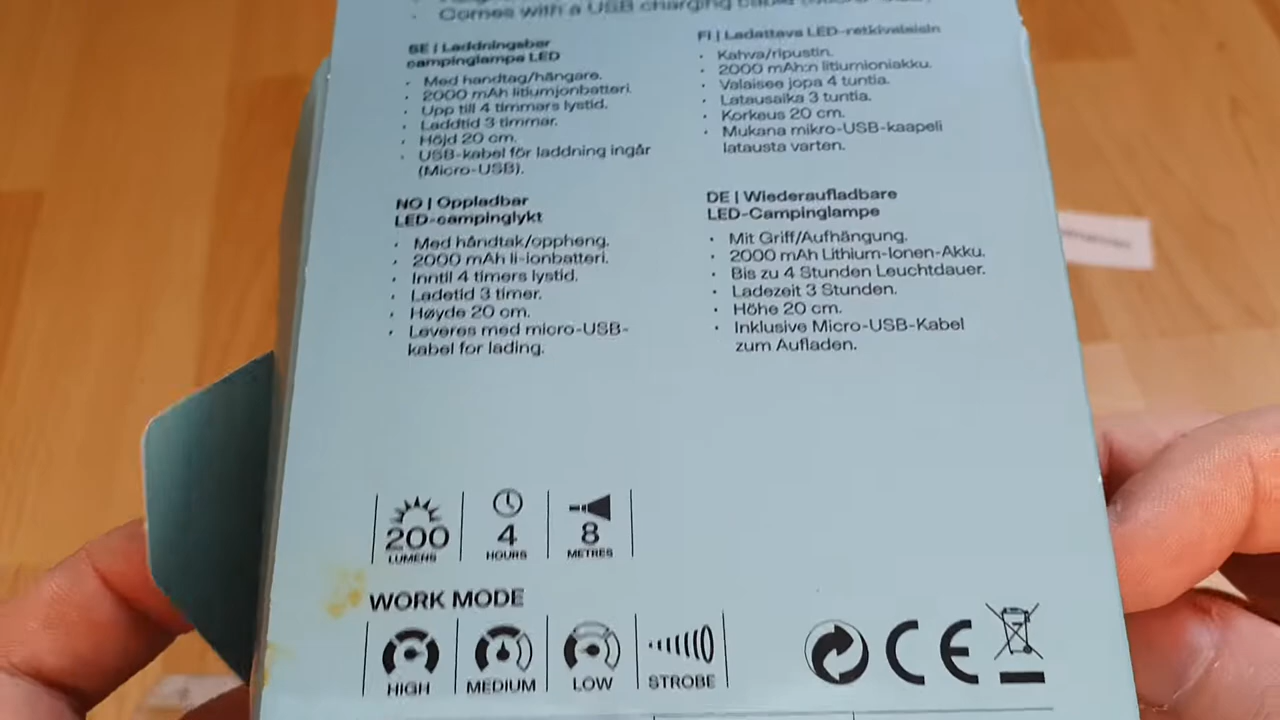 · Comes with a USB charging cable
SE | Laddningsbar
campinglampa LED
· Med handtag/hängare.
· 2000 mAh litiumjonbatteri.
· Upp till 4 timmars lystid.
· Laddtid 3 timmar.
· Höjd 20 cm.
· USB-kabel för laddning ingår
(Micro-USB).
FI | Ladattava LED-retkivalaisin
· Kahva/ripustin.
· 2000 mAh:n litiumioniakku.
· Valaisee jopa 4 tuntia.
· Latausaika 3 tuntia.
· Korkeus 20 cm.
· Mukana mikro-USB-kaapeli
latausta varten.
NO | Oppladbar
LED-campinglykt
· Med håndtak/oppheng.
· 2000 mAh li-ionbatteri.
· Inntil 4 timers lystid.
· Ladetid 3 timer.
· Høyde 20 cm.
· Leveres med micro-USB-
kabel for lading.
DE | Wiederaufladbare
LED-Campinglampe
· Mit Griff/Aufhängung.
· 2000 mAh Lithium-Ionen-Akku.
· Bis zu 4 Stunden Leuchtdauer.
· Ladezeit 3 Stunden.
· Höhe 20 cm.
· Inklusive Micro-USB-Kabel
zum Aufladen.
200 4 8
LUMENS HOURS METRES
WORK MODE
HIGH MEDIUM LOW STROBE
CE